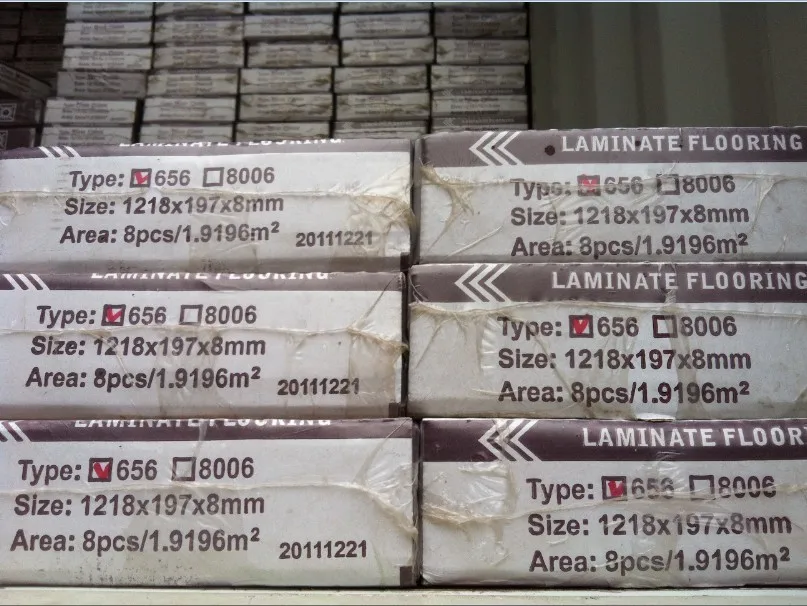 LAMINATE FLOORING
Type: 656 8006
Size: 1218x197x8mm
Area: 8pcs/1.9196m² 20111221
LAMINATE FLOORING
Type: 656 8006
Size: 1218x197x8mm
Area: 8pcs/1.9196m²
LAMINATE FLOORING
Type: 656 8006
Size: 1218x197x8mm
Area: 8pcs/1.9196m² 20111221
LAMINATE FLOORING
Type: 656 8006
Size: 1218x197x8mm
Area: 8pcs/1.9196m²
LAMINATE FLOORING
Type: 656 8006
Size: 1218x197x8mm
Area: 8pcs/1.9196m² 20111221
LAMINATE FLOOR
Type: 656 8006
Size: 1218x197x8mm
Area: 8pcs/1.9196m²